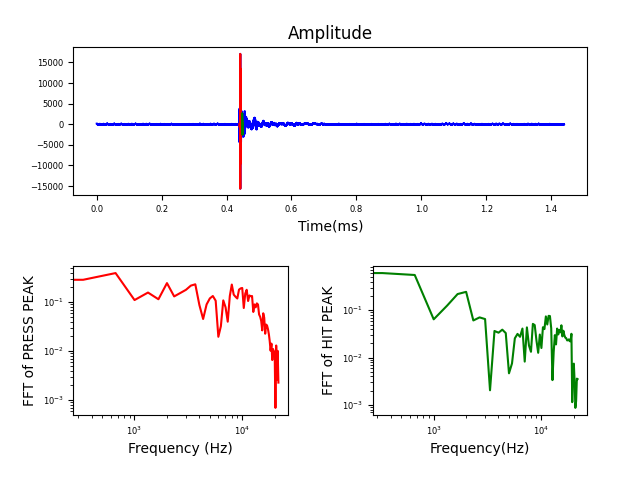 Amplitude
15000
10000
5000
0
−5000
−10000
−15000
0.0 0.2 0.4 0.6 0.8 1.0 1.2 1.4
Time(ms)
FFT of PRESS PEAK
10⁻¹
10⁻²
10⁻³
10³ 10⁴
Frequency (Hz)
FFT of HIT PEAK
10⁻¹
10⁻²
10⁻³
10³ 10⁴
Frequency(Hz)